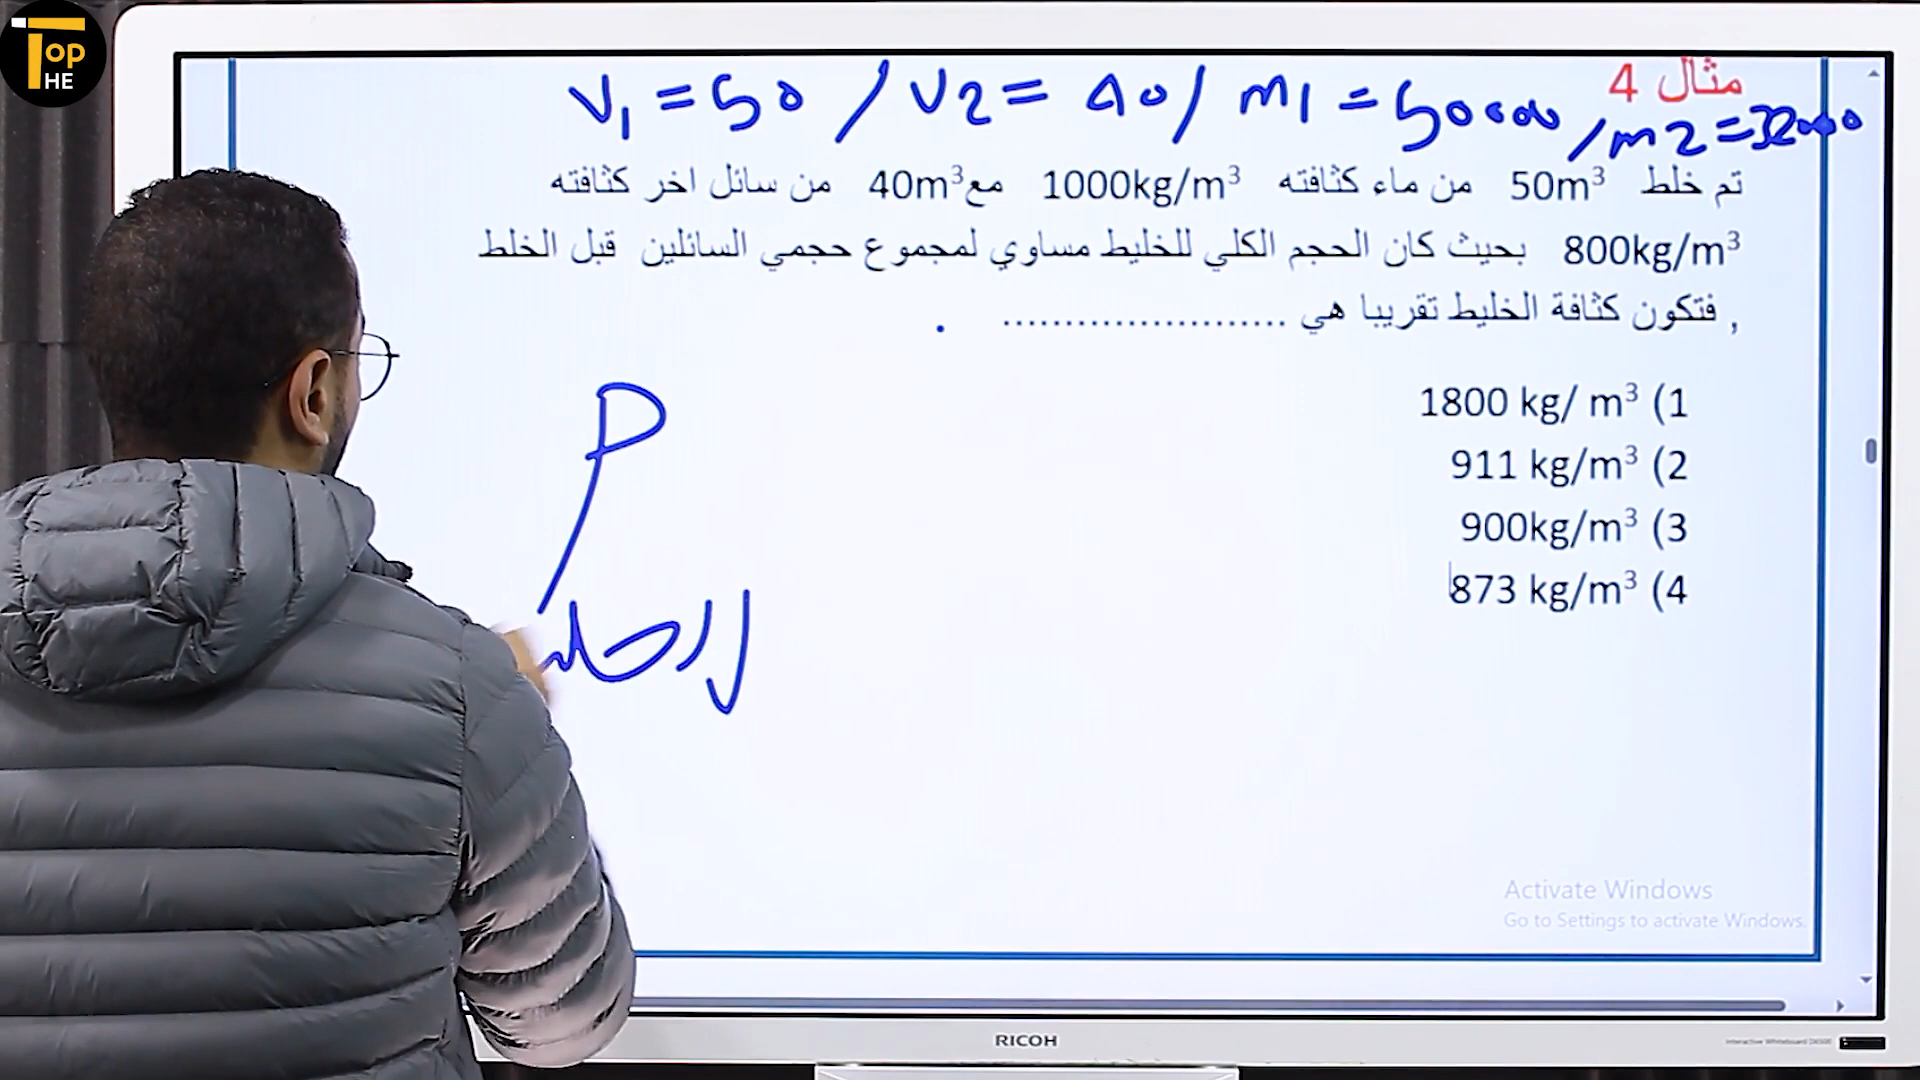 TOP
THE
مثال 4
V1 = 50 / V2 = 40 / m1 = 50000 / m2 = 32000
تم خلط 50m³ من ماء كثافته 1000kg/m³ مع 40m³ من سائل اخر كثافته
800kg/m³ بحيث كان الحجم الكلي للخليط مساوي لمجموع حجمي السائلين قبل الخلط
, فتكون كثافة الخليط تقريبا هي ....................... .
1) 1800 kg/ m³
2) 911 kg/m³
3) 900kg/m³
4) 873 kg/m³
ρ
Activate Windows
Go to Settings to activate Windows.
RICOH